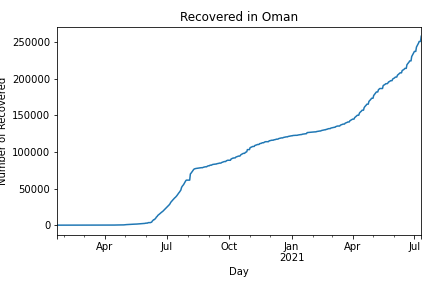 Recovered in Oman
Number of Recovered
250000
200000
150000
100000
50000
0
Apr
Jul
Oct
Jan
2021
Apr
Jul
Day